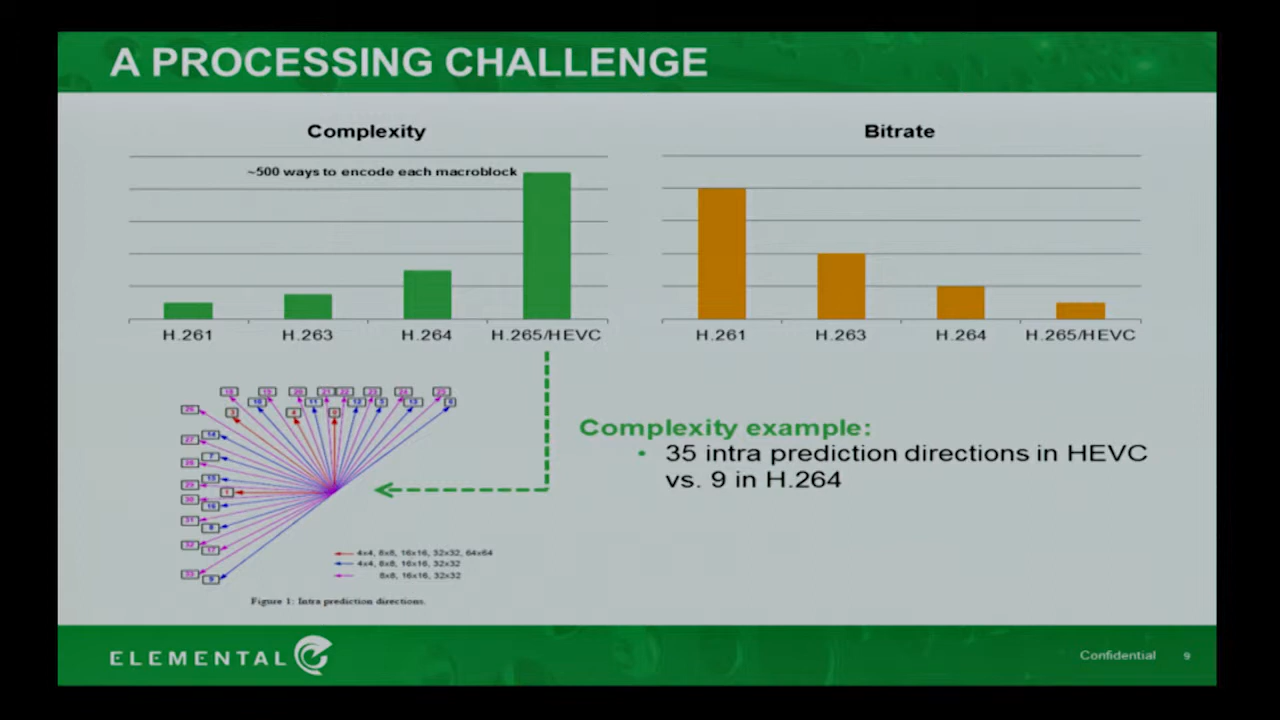 A PROCESSING CHALLENGE
Complexity
~500 ways to encode each macroblock
H.261
H.263
H.264
H.265/HEVC
Bitrate
H.261
H.263
H.264
H.265/HEVC
Complexity example:
• 35 intra prediction directions in HEVC
vs. 9 in H.264
4x4, 8x8, 16x16, 32x32, 64x64
4x4, 8x8, 16x16, 32x32
8x8, 16x16, 32x32
Figure 1: Intra prediction directions.
ELEMENTAL
Confidential
9